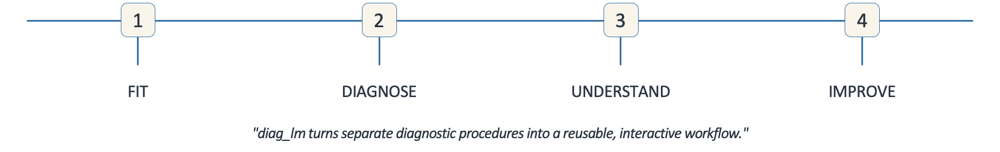 1 2 3 4
FIT DIAGNOSE UNDERSTAND IMPROVE
"diag_lm turns separate diagnostic procedures into a reusable, interactive workflow."